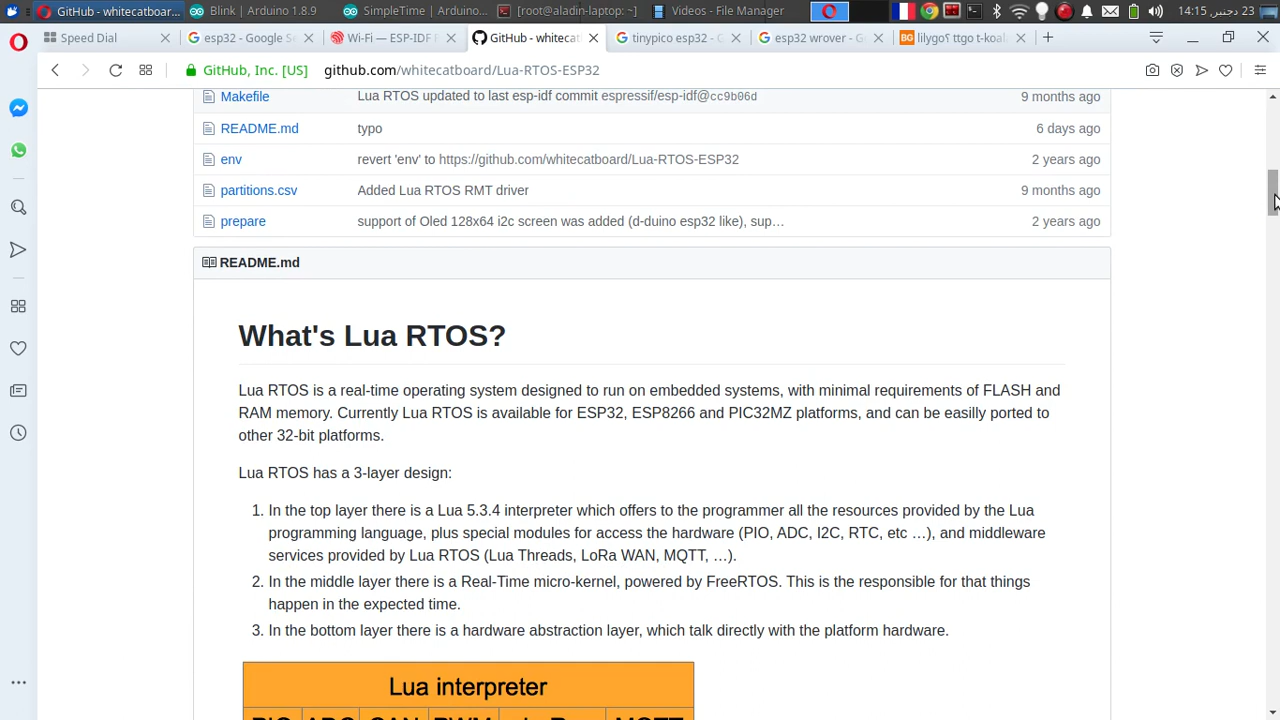 GitHub - whitecatboar...
Blink | Arduino 1.8.9
SimpleTime | Arduino...
[root@aladin-laptop: ~]
Videos - File Manager
14:15 23 دجنبر,
Speed Dial
esp32 - Google Se
Wi-Fi — ESP-IDF P
GitHub - whitecat
tinypico esp32 - G
esp32 wrover - G
BG lilygo؟ ttgo t-koal
GitHub, Inc. [US] github.com/whitecatboard/Lua-RTOS-ESP32
Makefile Lua RTOS updated to last esp-idf commit espressif/esp-idf@cc9b06d 9 months ago
README.md typo 6 days ago
env revert 'env' to https://github.com/whitecatboard/Lua-RTOS-ESP32 2 years ago
partitions.csv Added Lua RTOS RMT driver 9 months ago
prepare support of Oled 128x64 i2c screen was added (d-duino esp32 like), sup… 2 years ago
README.md
What's Lua RTOS?
Lua RTOS is a real-time operating system designed to run on embedded systems, with minimal requirements of FLASH and
RAM memory. Currently Lua RTOS is available for ESP32, ESP8266 and PIC32MZ platforms, and can be easilly ported to
other 32-bit platforms.
Lua RTOS has a 3-layer design:
1. In the top layer there is a Lua 5.3.4 interpreter which offers to the programmer all the resources provided by the Lua
programming language, plus special modules for access the hardware (PIO, ADC, I2C, RTC, etc …), and middleware
services provided by Lua RTOS (Lua Threads, LoRa WAN, MQTT, …).
2. In the middle layer there is a Real-Time micro-kernel, powered by FreeRTOS. This is the responsible for that things
happen in the expected time.
3. In the bottom layer there is a hardware abstraction layer, which talk directly with the platform hardware.
Lua interpreter
PIO ADC CAN PWM MQTT